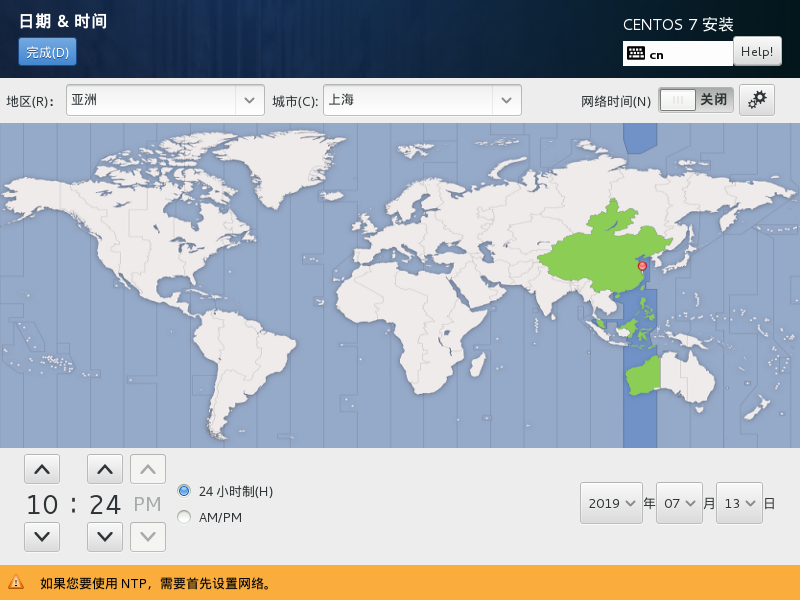 日期 & 时间
CENTOS 7 安装
完成(D)
cn
Help!
地区(R)：
亚洲
城市(C):
上海
网络时间(N)
关闭
10 : 24 PM
24 小时制(H)
AM/PM
2019 年 07 月 13 日
如果您要使用 NTP，需要首先设置网络。